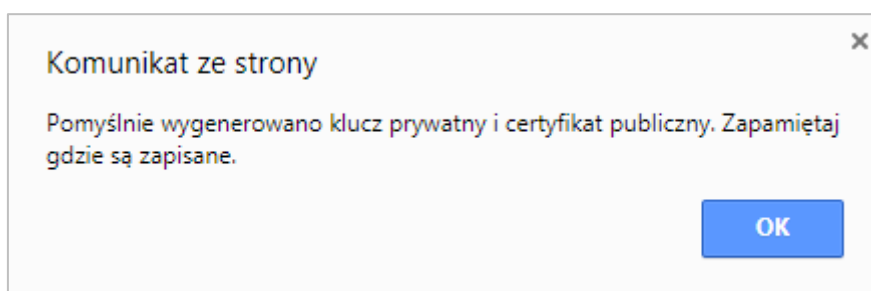 Komunikat ze strony
Pomyślnie wygenerowano klucz prywatny i certyfikat publiczny. Zapamiętaj
gdzie są zapisane.
OK